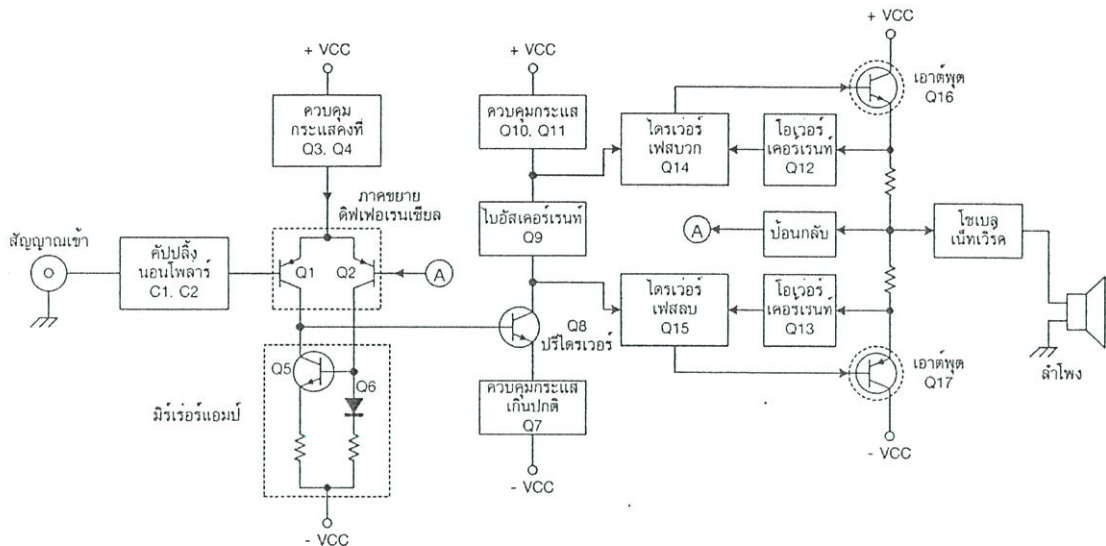 + VCC
ควบคุม
กระแสคงที่
Q3, Q4
ภาคขยาย
ดิฟเฟอเรนเชียล
สัญญาณเข้า
คัปปลิ้ง
นอนโพลาร์
C1, C2
Q1
Q2
A
Q5
Q6
มิร์เร่อร์แอมป์
- VCC
+ VCC
ควบคุมกระแส
Q10, Q11
ไบอัสเคอร์เรนท์
Q9
Q8
ปรีไดรเวอร์
ควบคุมกระแส
เกินปกติ
Q7
- VCC
ไดรเว่อร์
เฟสบวก
Q14
โอเวอร์
เคอร์เรนท์
Q12
A
ป้อนกลับ
ไดรเว่อร์
เฟสลบ
Q15
โอเว่อร์
เคอร์เรนท์
Q13
+ VCC
เอาต์พุต
Q16
โซเบลุ
เน็ทเวิร์ค
เอาต์พุต
Q17
- VCC
ลำโพง